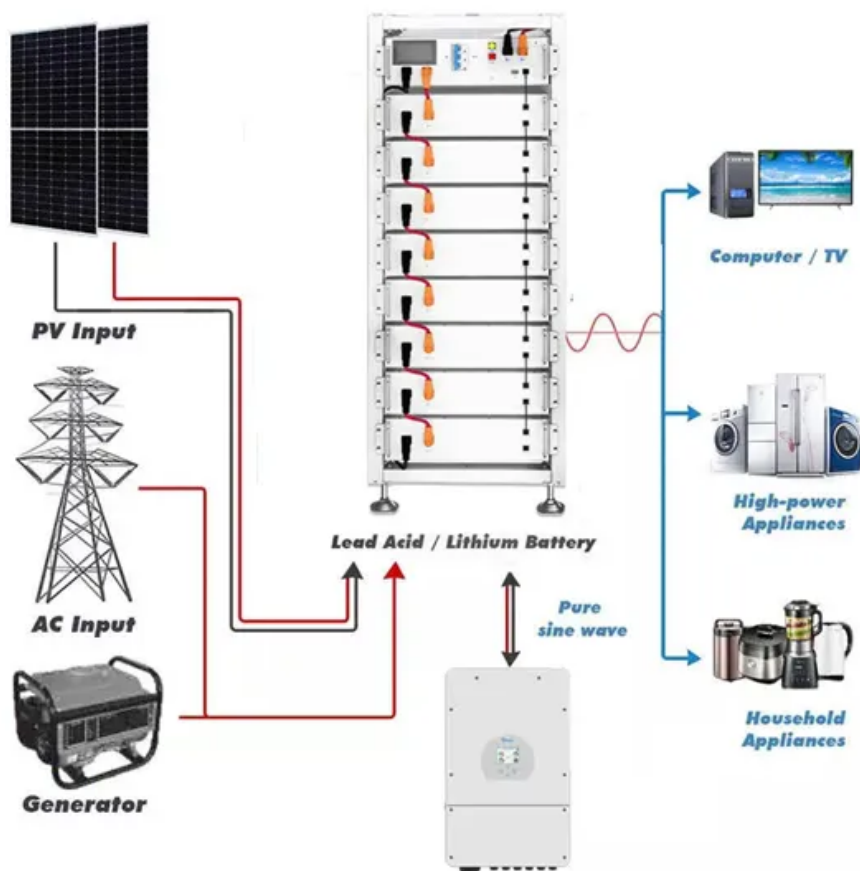 PV Input
AC Input
Generator
Lead Acid / Lithium Battery
Pure
sine wave
Computer / TV
High-power
Appliances
Household
Appliances